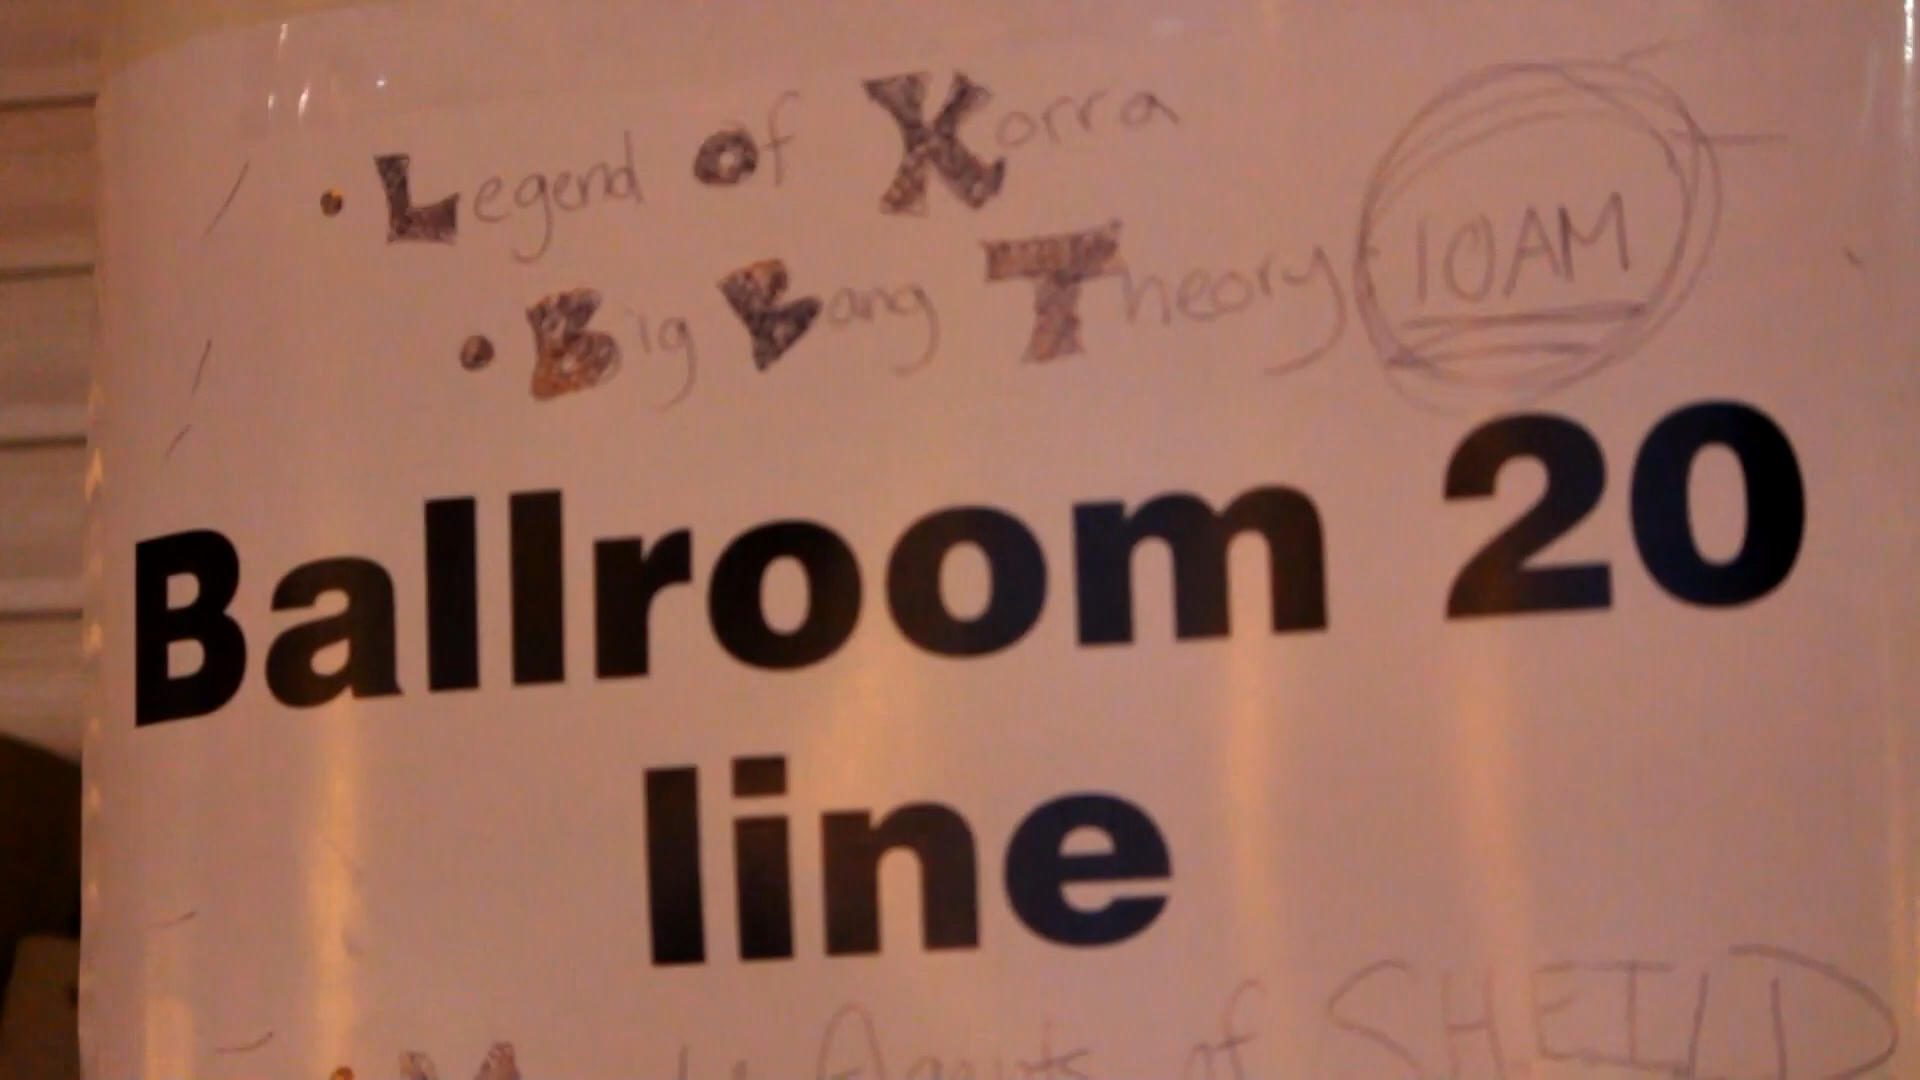 • Legend of Korra
• Big Bang Theory 10AM
Ballroom 20
line
Agents of SHEILD